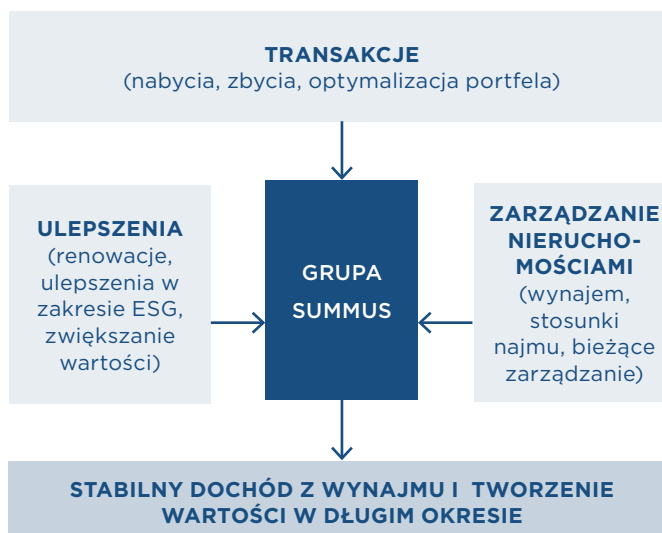 TRANSAKCJE
(nabycia, zbycia, optymalizacja portfela)
ULEPSZENIA
(renowacje,
ulepszenia w
zakresie ESG,
zwiększanie
wartości)
GRUPA
SUMMUS
ZARZĄDZANIE
NIERUCHO-
MOŚCIAMI
(wynajem,
stosunki
najmu, bieżące
zarządzanie)
STABILNY DOCHÓD Z WYNAJMU I TWORZENIE
WARTOŚCI W DŁUGIM OKRESIE